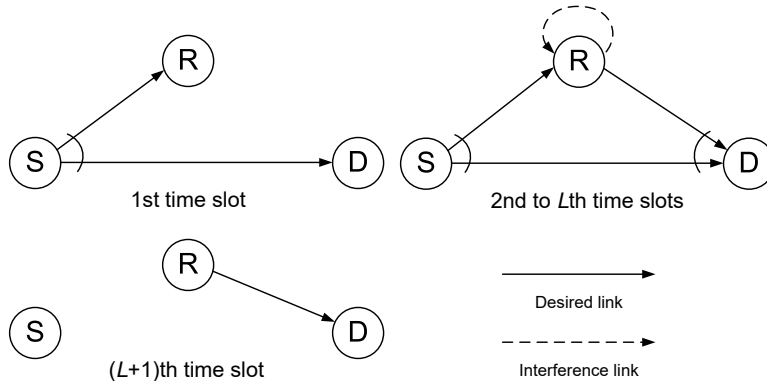 R
S
D
1st time slot
R
S
D
2nd to Lth time slots
R
S
D
(L+1)th time slot
Desired link
Interference link